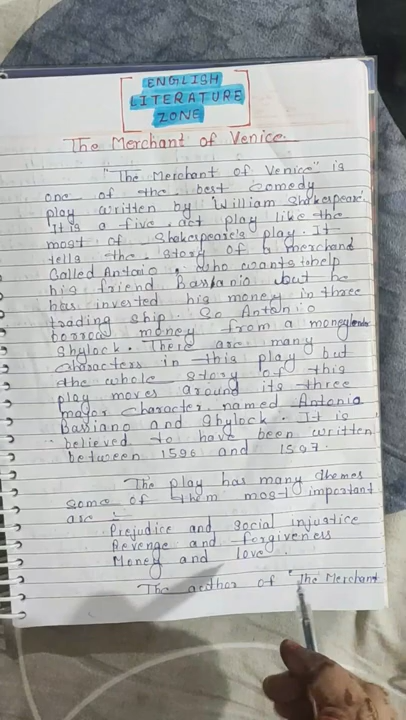 ENGLISH
LITERATURE
ZONE
The Merchant of Venice
"The Merchant of Venice" is
one of the best comedy
play written by William Shakespeare.
It is a five act play like the
most of Shakespeare's play. It
tells the story of a merchand
Called Antonio, who wants to help
his friend Bassanio but he
has invested his money in three
trading ship. So Antonio
borrow money from a moneylender
Shylock. There are many
characters in this play but
the whole story of this
play moves around its three
major character named Antonio
Bassiano and Shylock. It is
believed to have been written
between 1596 and 1597.
The play has many themes
some of them most important
are :
Prejudice and social injustice
Revenge and forgiveness
Money and love.
The author of "The Merchant